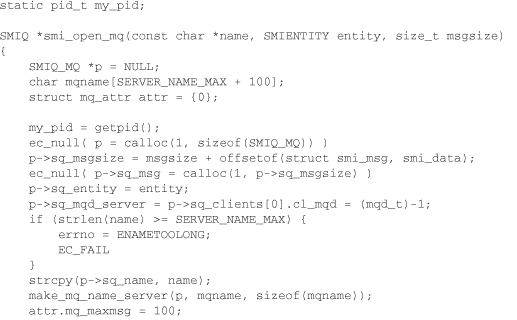 static pid_t my_pid;

SMIQ *smi_open_mq(const char *name, SMIENTITY entity, size_t msgsize)
{
    SMIQ_MQ *p = NULL;
    char mqname[SERVER_NAME_MAX + 100];
    struct mq_attr attr = {0};

    my_pid = getpid();
    ec_null( p = calloc(1, sizeof(SMIQ_MQ)) )
    p->sq_msgsize = msgsize + offsetof(struct smi_msg, smi_data);
    ec_null( p->sq_msg = calloc(1, p->sq_msgsize) )
    p->sq_entity = entity;
    p->sq_mqd_server = p->sq_clients[0].cl_mqd = (mqd_t)-1;
    if (strlen(name) >= SERVER_NAME_MAX) {
        errno = ENAMETOOLONG;
        EC_FAIL
    }
    strcpy(p->sq_name, name);
    make_mq_name_server(p, mqname, sizeof(mqname));
    attr.mq_maxmsg = 100;